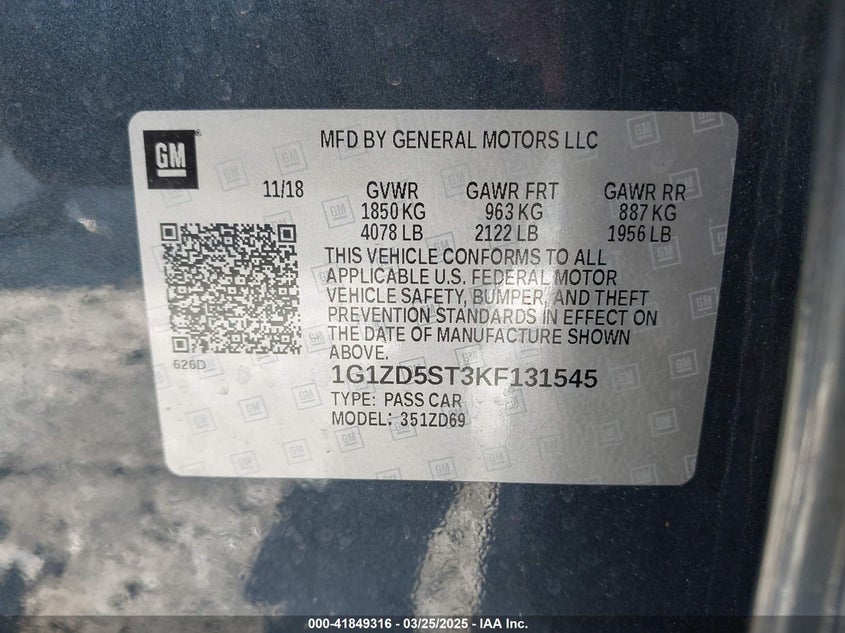 GM
MFD BY GENERAL MOTORS LLC
11/18 GVWR GAWR FRT GAWR RR
1850 KG 963 KG 887 KG
4078 LB 2122 LB 1956 LB
THIS VEHICLE CONFORMS TO ALL
APPLICABLE U.S. FEDERAL MOTOR
VEHICLE SAFETY, BUMPER, AND THEFT
PREVENTION STANDARDS IN EFFECT ON
THE DATE OF MANUFACTURE SHOWN
ABOVE.
626D
1G1ZD5ST3KF131545
TYPE: PASS CAR
MODEL: 351ZD69
000-41849316 - 03/25/2025 - IAA Inc.